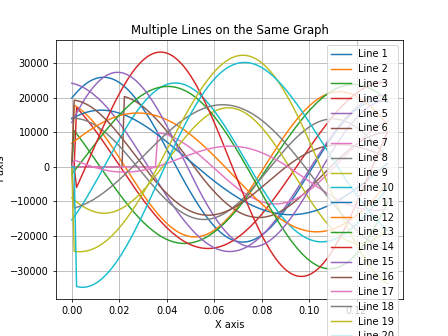 Multiple Lines on the Same Graph
30000
20000
10000
0
−10000
−20000
−30000
0.00
0.02
0.04
0.06
0.08
0.10
X axis
Line 1
Line 2
Line 3
Line 4
Line 5
Line 6
Line 7
Line 8
Line 9
Line 10
Line 11
Line 12
Line 13
Line 14
Line 15
Line 16
Line 17
Line 18
Line 19
Line 20